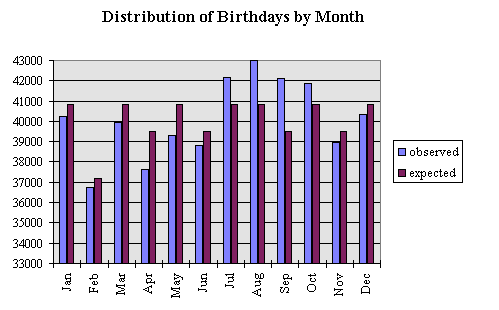 Distribution of Birthdays by Month
43000
42000
41000
40000
39000
38000
37000
36000
35000
34000
33000
Jan
Feb
Mar
Apr
May
Jun
Jul
Aug
Sep
Oct
Nov
Dec
observed
expected